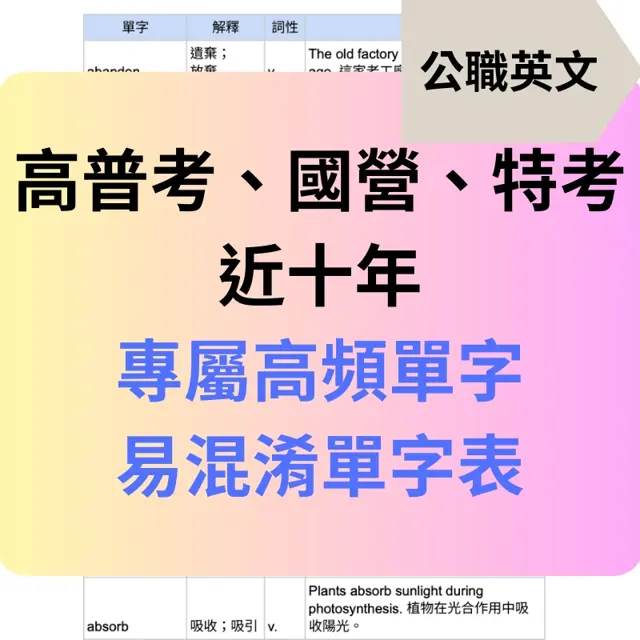 單字 解釋 詞性
公職英文
遺棄；
放棄
The old factory
高普考、國營、特考
近十年
專屬高頻單字
易混淆單字表
absorb 吸收；吸引 v. Plants absorb sunlight during
photosynthesis. 植物在光合作用中吸
收陽光。